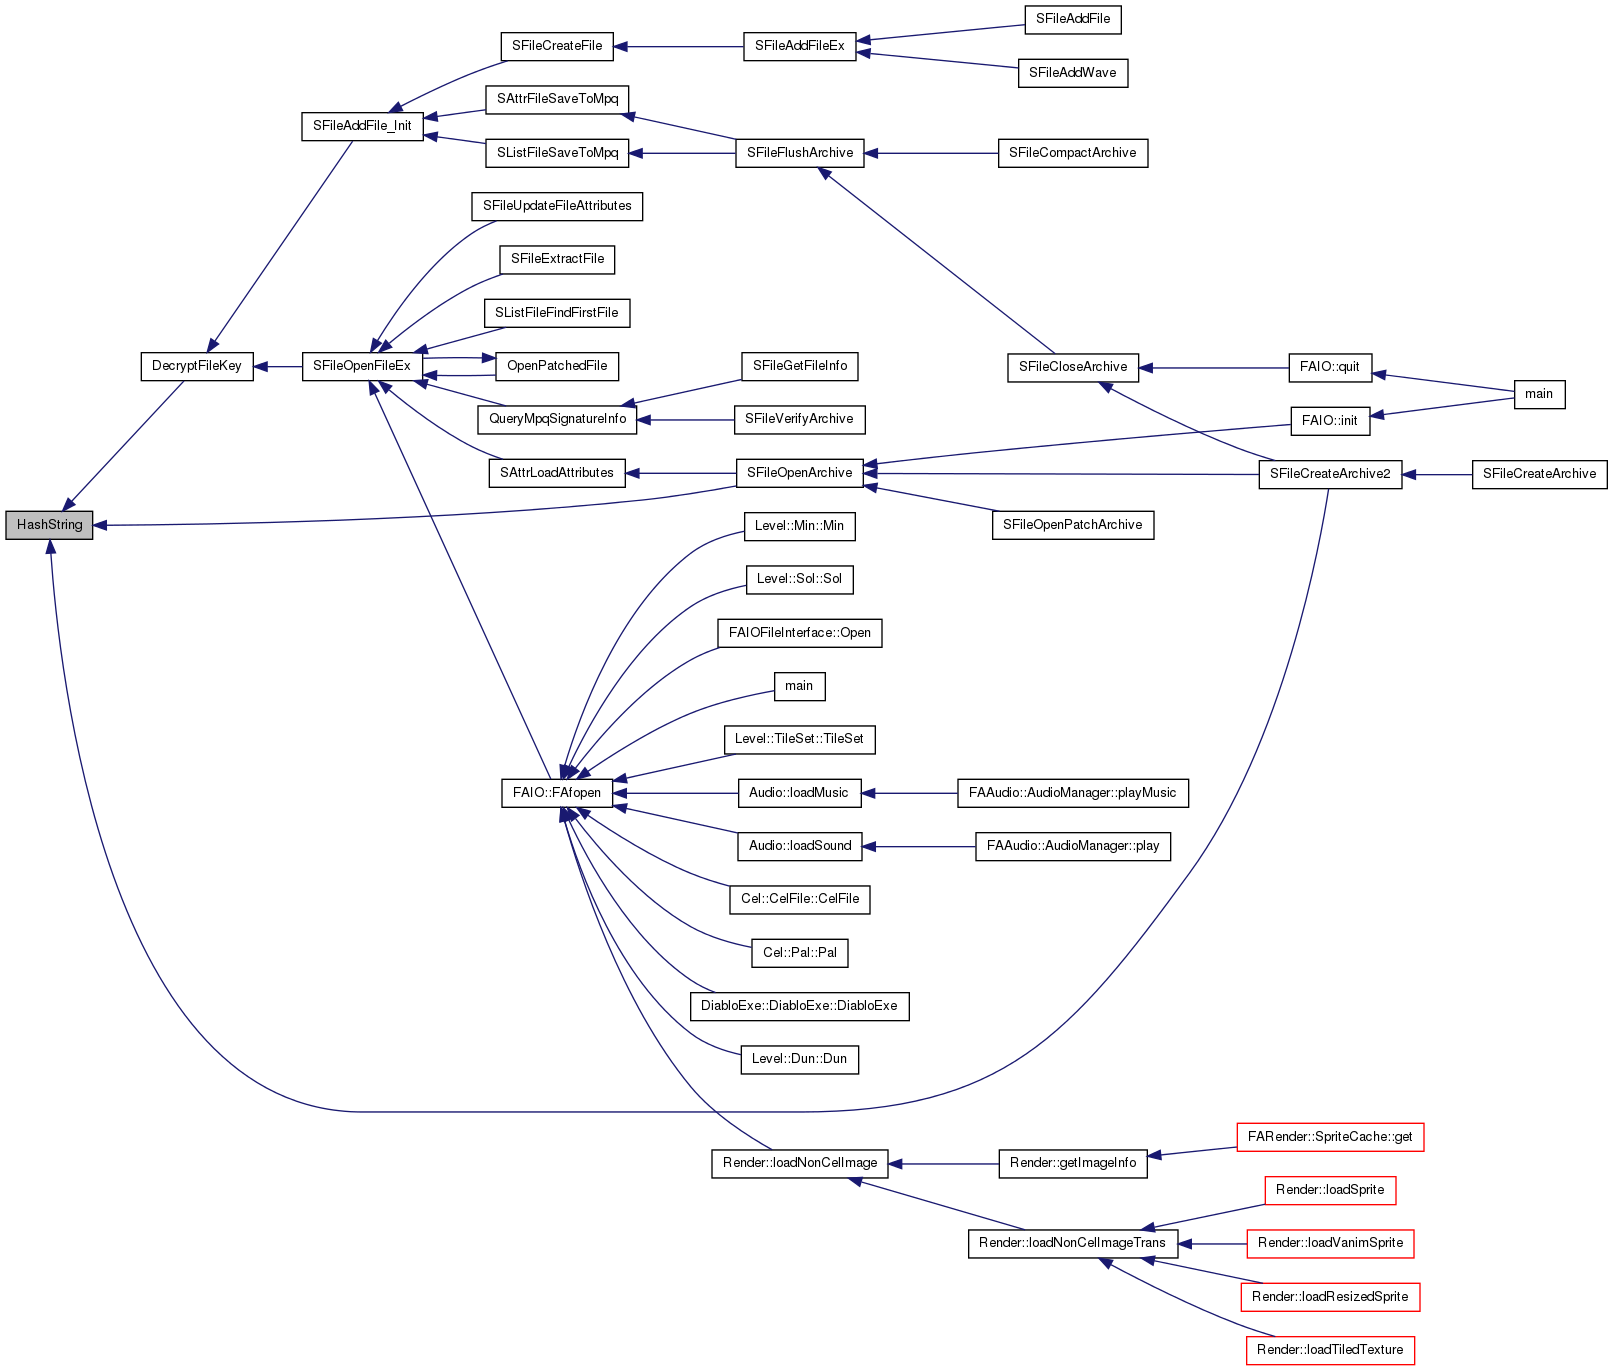 SFileAddFile
SFileCreateFile
SFileAddFileEx
SFileAddWave
SAttrFileSaveToMpq
SFileAddFile_Init
SListFileSaveToMpq
SFileFlushArchive
SFileCompactArchive
SFileUpdateFileAttributes
SFileExtractFile
SListFileFindFirstFile
DecryptFileKey
SFileOpenFileEx
OpenPatchedFile
SFileGetFileInfo
SFileCloseArchive
FAIO::quit
main
QueryMpqSignatureInfo
SFileVerifyArchive
FAIO::init
SAttrLoadAttributes
SFileOpenArchive
SFileCreateArchive2
SFileCreateArchive
HashString
SFileOpenPatchArchive
Level::Min::Min
Level::Sol::Sol
FAIOFileInterface::Open
main
Level::TileSet::TileSet
FAIO::FAfopen
Audio::loadMusic
FAAudio::AudioManager::playMusic
Audio::loadSound
FAAudio::AudioManager::play
Cel::CelFile::CelFile
Cel::Pal::Pal
DiabloExe::DiabloExe::DiabloExe
Level::Dun::Dun
FARender::SpriteCache::get
Render::loadNonCelImage
Render::getImageInfo
Render::loadSprite
Render::loadNonCelImageTrans
Render::loadVanimSprite
Render::loadResizedSprite
Render::loadTiledTexture